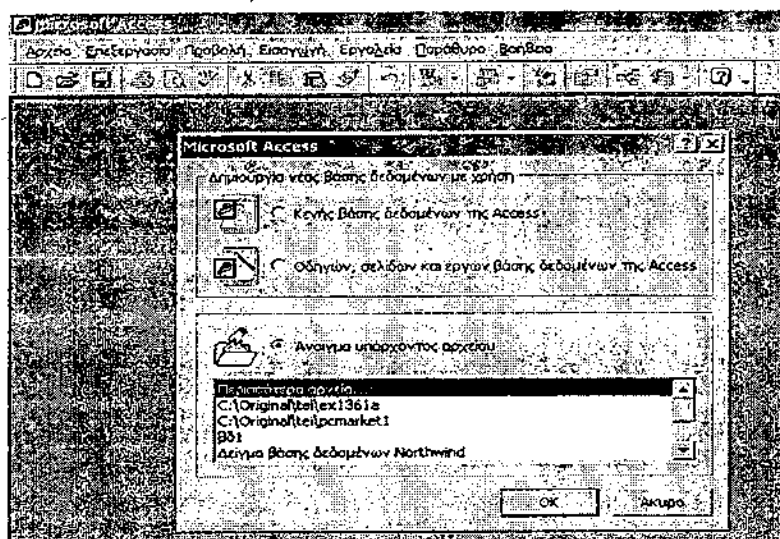 Microsoft Access
Αρχείο Επεξεργασία Προβολή Εισαγωγή Εργαλεία Παράθυρο Βοήθεια
Microsoft Access
Δημιουργία νέας βάσης δεδομένων με χρήση
Κενής βάσης δεδομένων της Access
Οδηγών, σελίδων και έργων βάσης δεδομένων της Access
Άνοιγμα υπάρχοντος αρχείου
Περισσότερα αρχεία...
C:\Original\tei\ex1361a
C:\Original\tei\pcmarket1
βδ1
Δείγμα βάσης δεδομένων Northwind
OK
Άκυρο